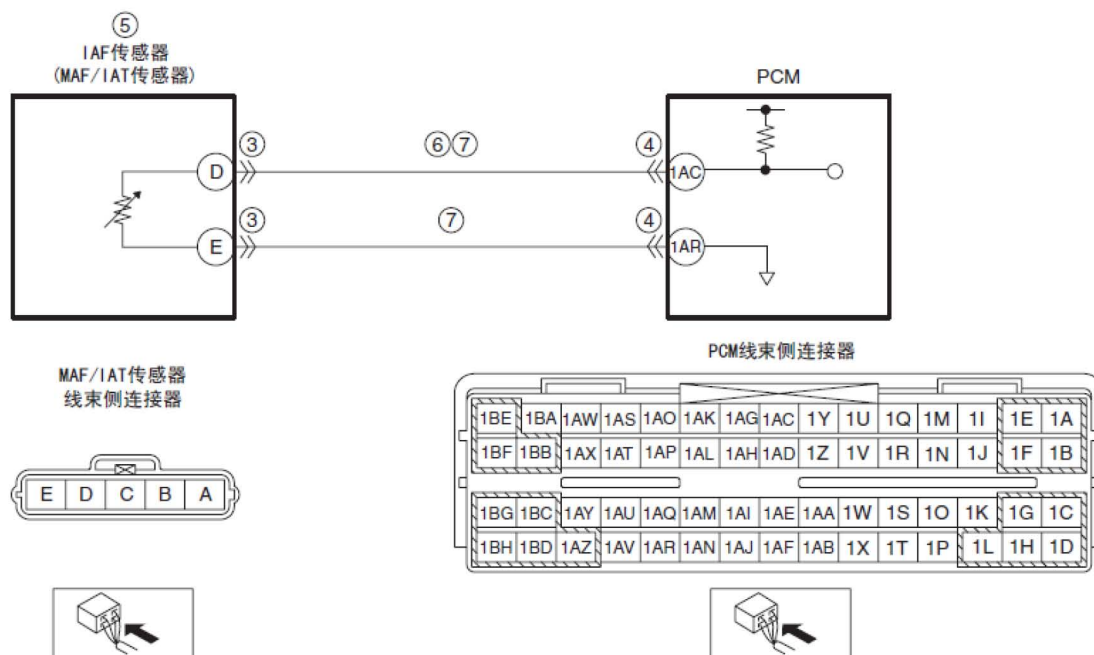 ⑤
IAF传感器
(MAF/IAT传感器)
PCM
D ③ ⑥⑦ ④ 1AC
E ③ ⑦ ④ 1AR
PCM线束侧连接器
MAF/IAT传感器
线束侧连接器
E D C B A
1BE 1BA 1AW 1AS 1AO 1AK 1AG 1AC 1Y 1U 1Q 1M 1I 1E 1A
1BF 1BB 1AX 1AT 1AP 1AL 1AH 1AD 1Z 1V 1R 1N 1J 1F 1B
1BG 1BC 1AY 1AU 1AQ 1AM 1AI 1AE 1AA 1W 1S 1O 1K 1G 1C
1BH 1BD 1AZ 1AV 1AR 1AN 1AJ 1AF 1AB 1X 1T 1P 1L 1H 1D